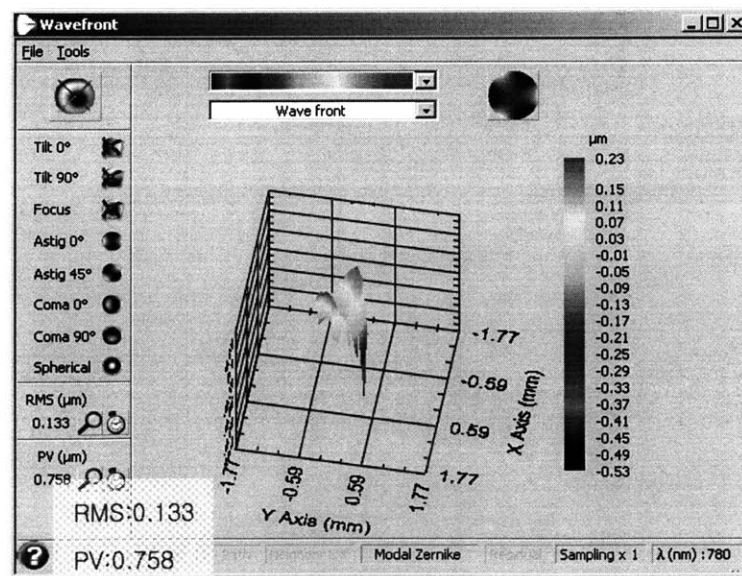 Wavefront
File Tools
Wave front
Tilt 0°
Tilt 90°
Focus
Astig 0°
Astig 45°
Coma 0°
Coma 90°
Spherical
RMS (µm)
0.133
PV (µm)
0.758
µm
0.23
0.15
0.11
0.07
0.03
-0.01
-0.05
-0.09
-0.13
-0.17
-0.21
-0.25
-0.29
-0.33
-0.37
-0.41
-0.45
-0.49
-0.53
-1.77
-0.59
0.59
1.77
X Axis (mm)
-1.77
-0.59
0.59
1.77
Y Axis (mm)
RMS:0.133
PV:0.758
Modal Zernike
Residual
Sampling x 1
λ (nm) :780